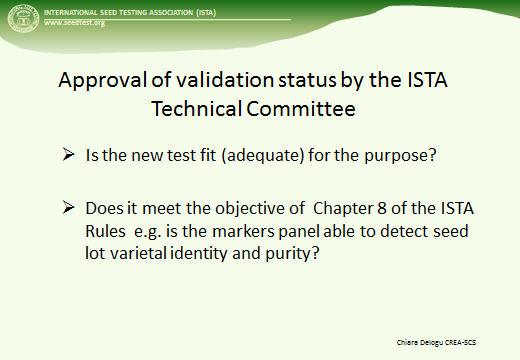 INTERNATIONAL SEED TESTING ASSOCIATION (ISTA)
www.seedtest.org
Approval of validation status by the ISTA
Technical Committee
➢ Is the new test fit (adequate) for the purpose?
➢ Does it meet the objective of Chapter 8 of the ISTA
Rules e.g. is the markers panel able to detect seed
lot varietal identity and purity?
Chiara Delogu CREA-SCS